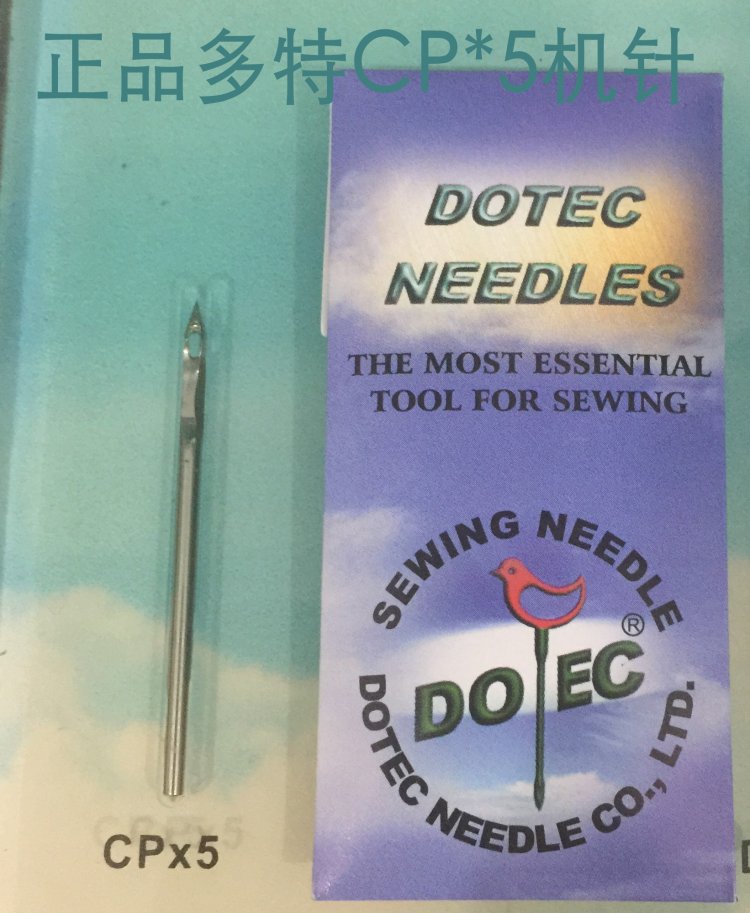 正品多特CP*5机针
DOTEC
NEEDLES
THE MOST ESSENTIAL
TOOL FOR SEWING
SEWING NEEDLE
DOTEC ®
DOTEC NEEDLE CO., LTD.
CPx5